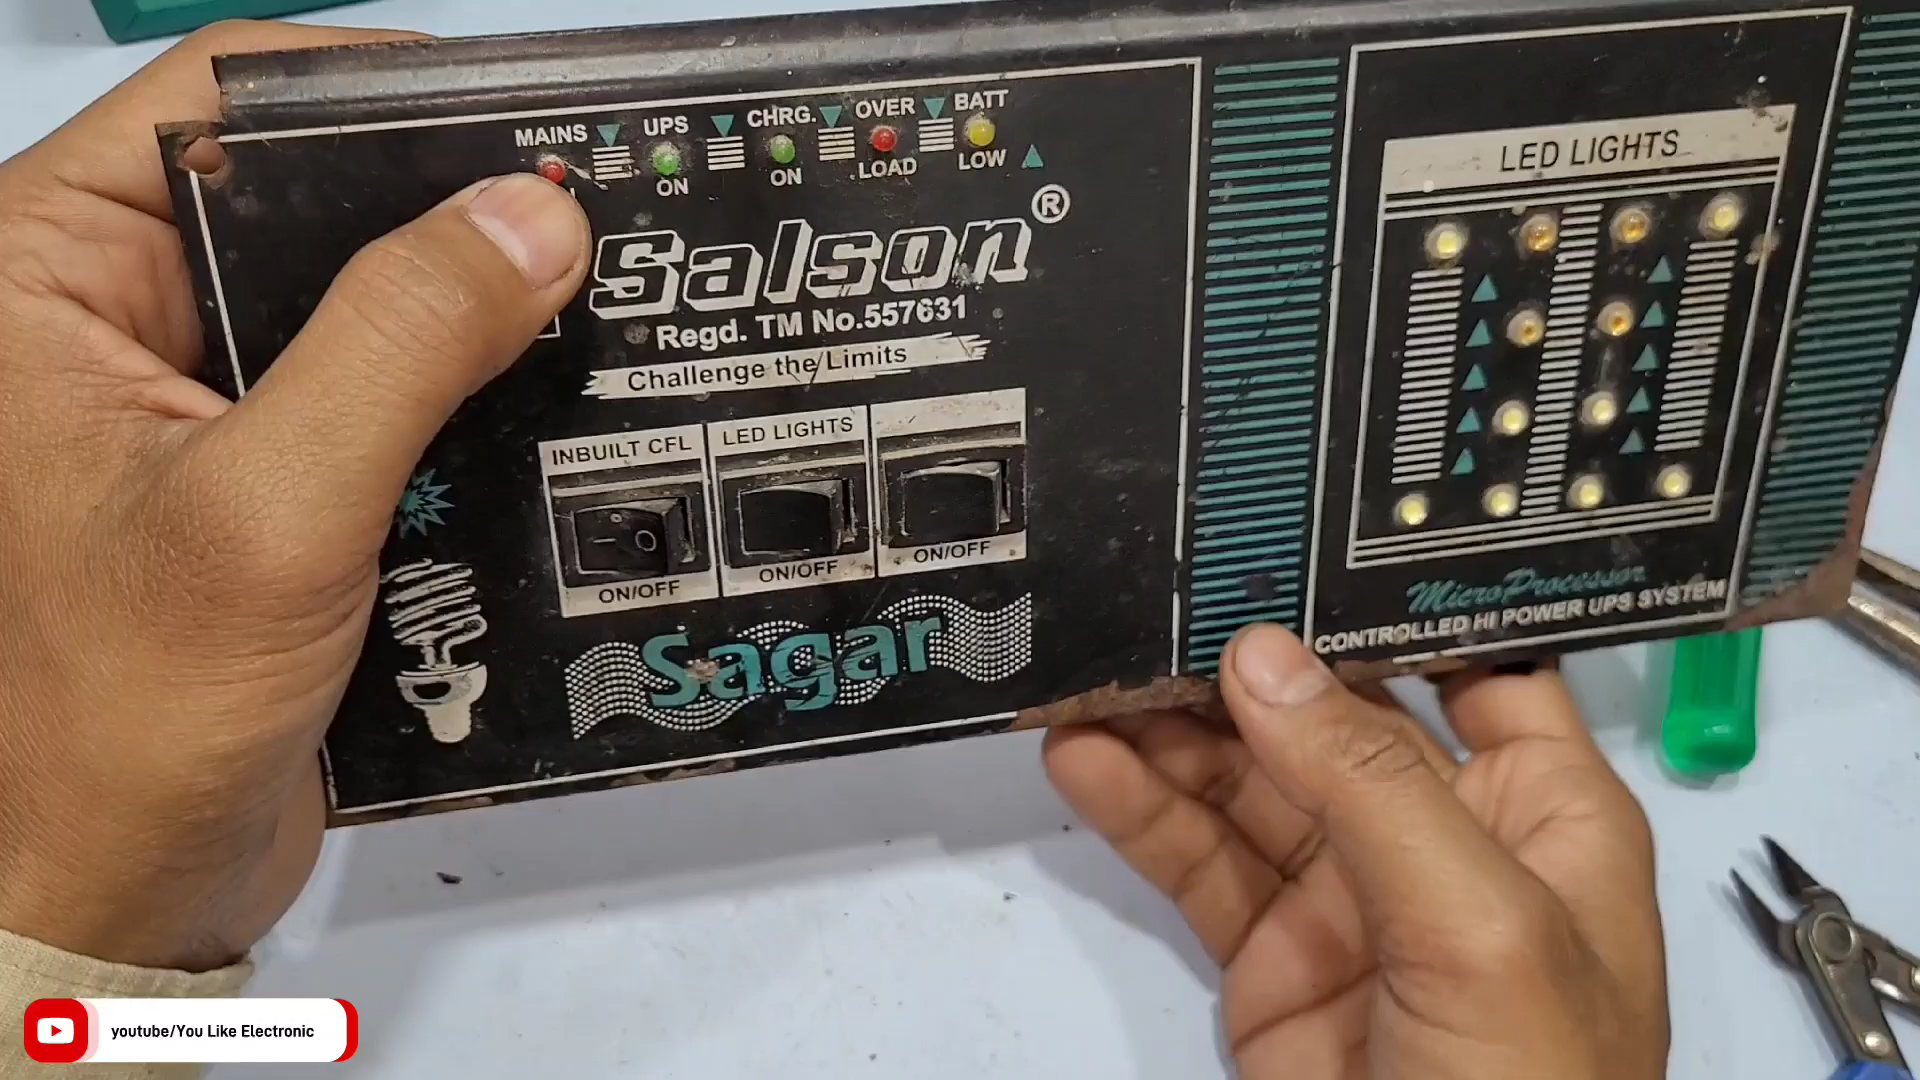 MAINS UPS CHRG. OVER BATT
ON ON LOAD LOW
Salson®
Regd. TM No.557631
Challenge the Limits
INBUILT CFL LED LIGHTS
ON/OFF ON/OFF ON/OFF
Sagar
LED LIGHTS
MicroProcessor
CONTROLLED HI POWER UPS SYSTEM
youtube/You Like Electronic